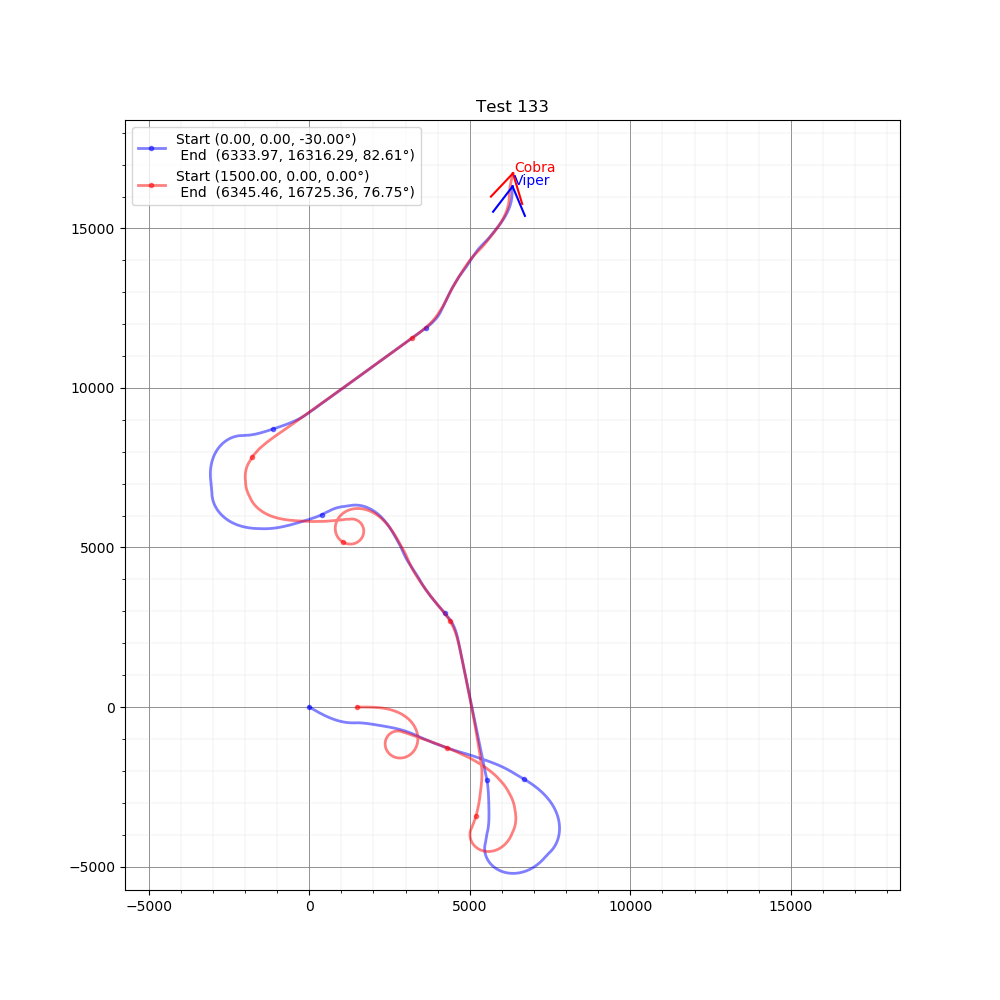 Test 133
Start (0.00, 0.00, -30.00°)
End  (6333.97, 16316.29, 82.61°)
Start (1500.00, 0.00, 0.00°)
End  (6345.46, 16725.36, 76.75°)
Cobra
Viper
15000
10000
5000
0
−5000
−5000 0 5000 10000 15000